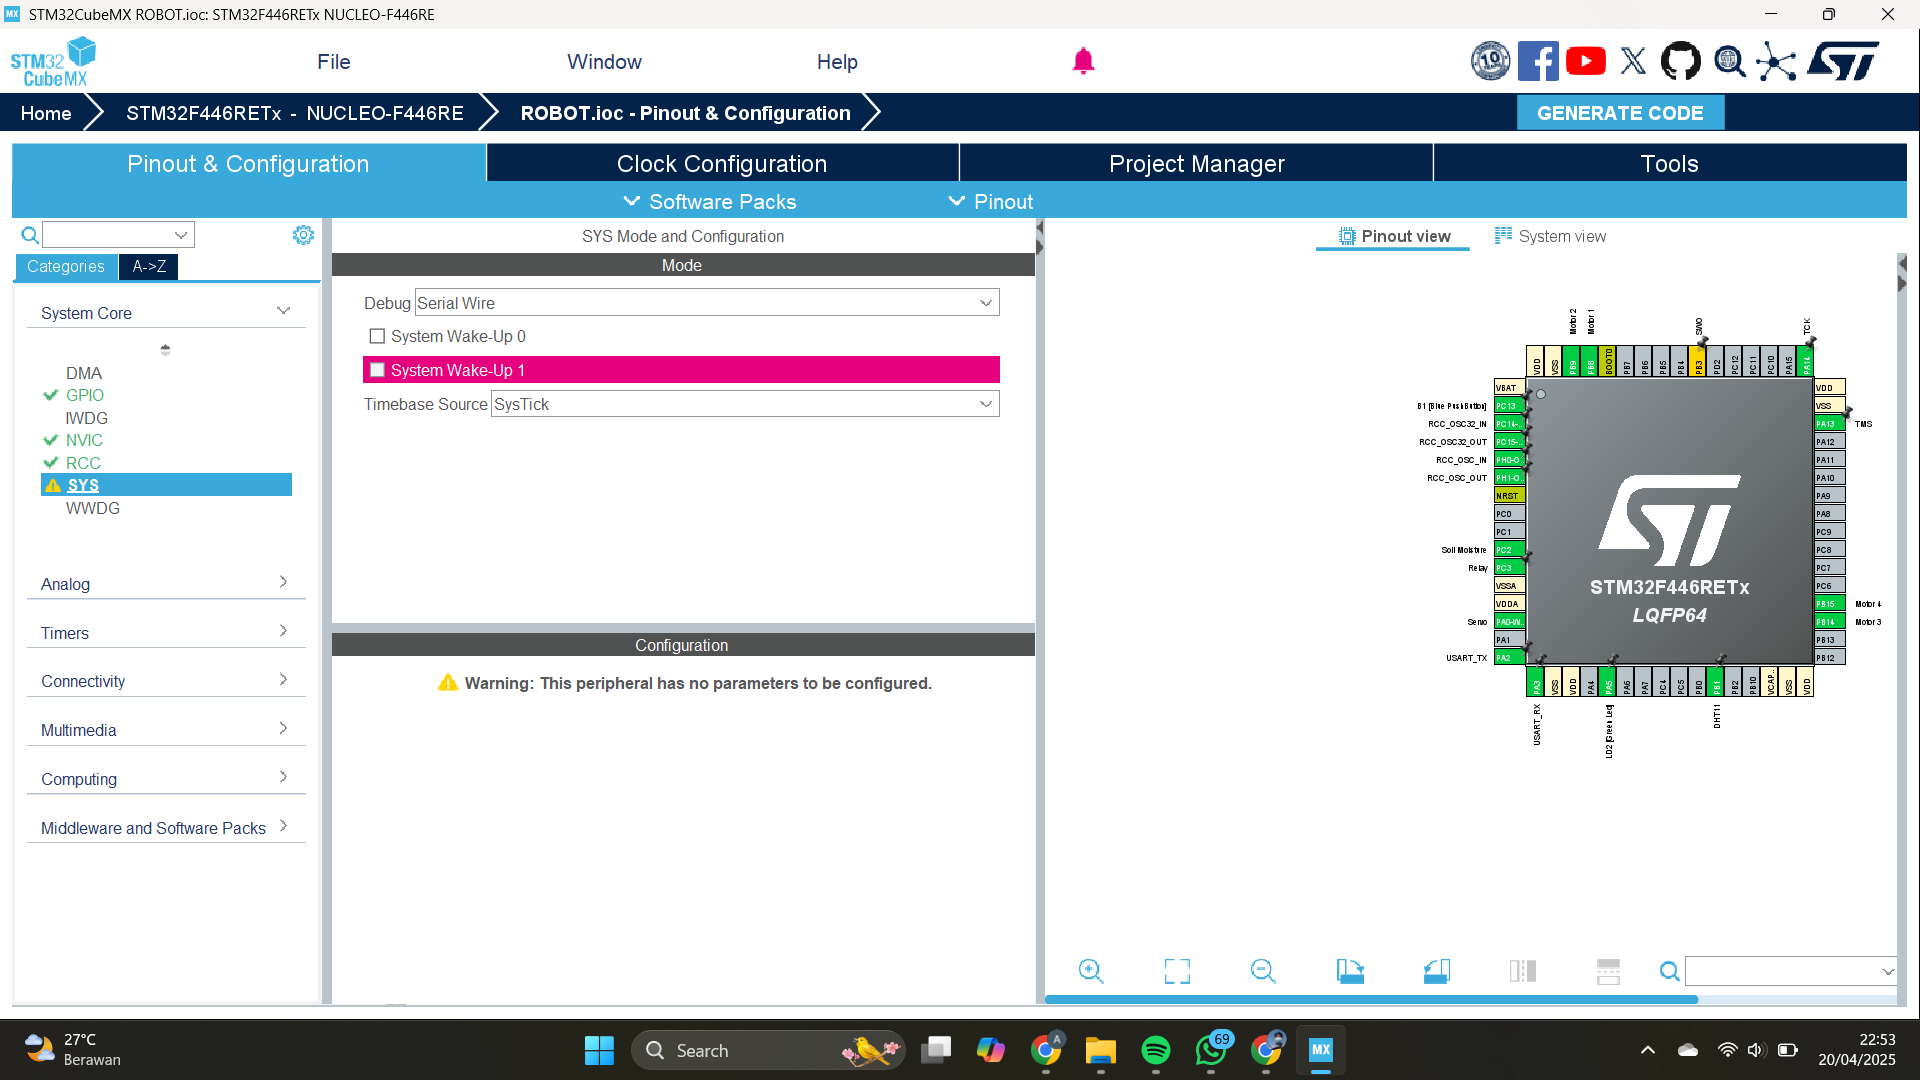 STM32CubeMX ROBOT.ioc: STM32F446RETx NUCLEO-F446RE
STM32 CubeMX
File
Window
Help
Home
STM32F446RETx - NUCLEO-F446RE
ROBOT.ioc - Pinout & Configuration
GENERATE CODE
Pinout & Configuration
Clock Configuration
Project Manager
Tools
Software Packs
Pinout
Categories
A->Z
System Core
DMA
GPIO
IWDG
NVIC
RCC
SYS
WWDG
Analog
Timers
Connectivity
Multimedia
Computing
Middleware and Software Packs
SYS Mode and Configuration
Mode
Debug Serial Wire
System Wake-Up 0
System Wake-Up 1
Timebase Source SysTick
Configuration
Warning: This peripheral has no parameters to be configured.
Pinout view
System view
Motor 2
Motor 1
SWO
TCK
VDD
VSS
PB9
PB8
BOOT0
PB7
PB6
PB5
PB4
PB3
PD2
PC12
PC11
PC10
PA15
PA14
VBAT
B1 [Blue PushButton] PC13
RCC_OSC32_IN PC14-..
RCC_OSC32_OUT PC15-..
RCC_OSC_IN PH0-O..
RCC_OSC_OUT PH1-O..
NRST
PC0
PC1
Soil Moisture PC2
Relay PC3
VSSA
VDDA
Servo PA0-W..
PA1
USART_TX PA2
STM32F446RETx
LQFP64
VDD
VSS
PA13 TMS
PA12
PA11
PA10
PA9
PA8
PC9
PC8
PC7
PC6
PB15 Motor 4
PB14 Motor 3
PB13
PB12
PA3
VSS
VDD
PA4
PA5
PA6
PA7
PC4
PC5
PB0
PB1
PB2
PB10
VCAP..
VSS
VDD
USART_RX
LD2 [Green Led]
DHT11
27°C
Berawan
Search
A
69
MX
22:53
20/04/2025